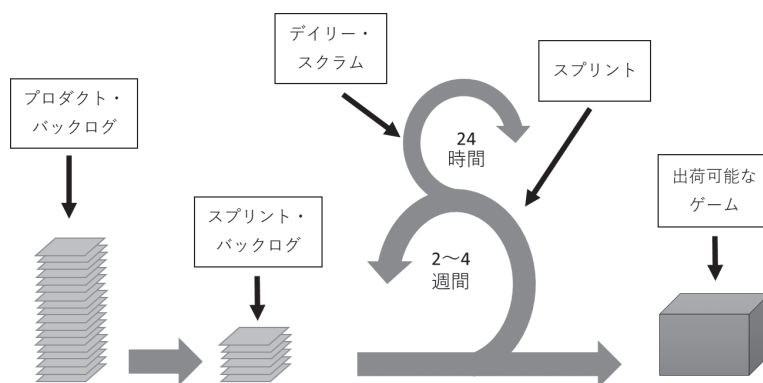 デイリー・
スクラム
スプリント
プロダクト・
バックログ
24
時間
出荷可能な
ゲーム
スプリント・
バックログ
2〜4
週間